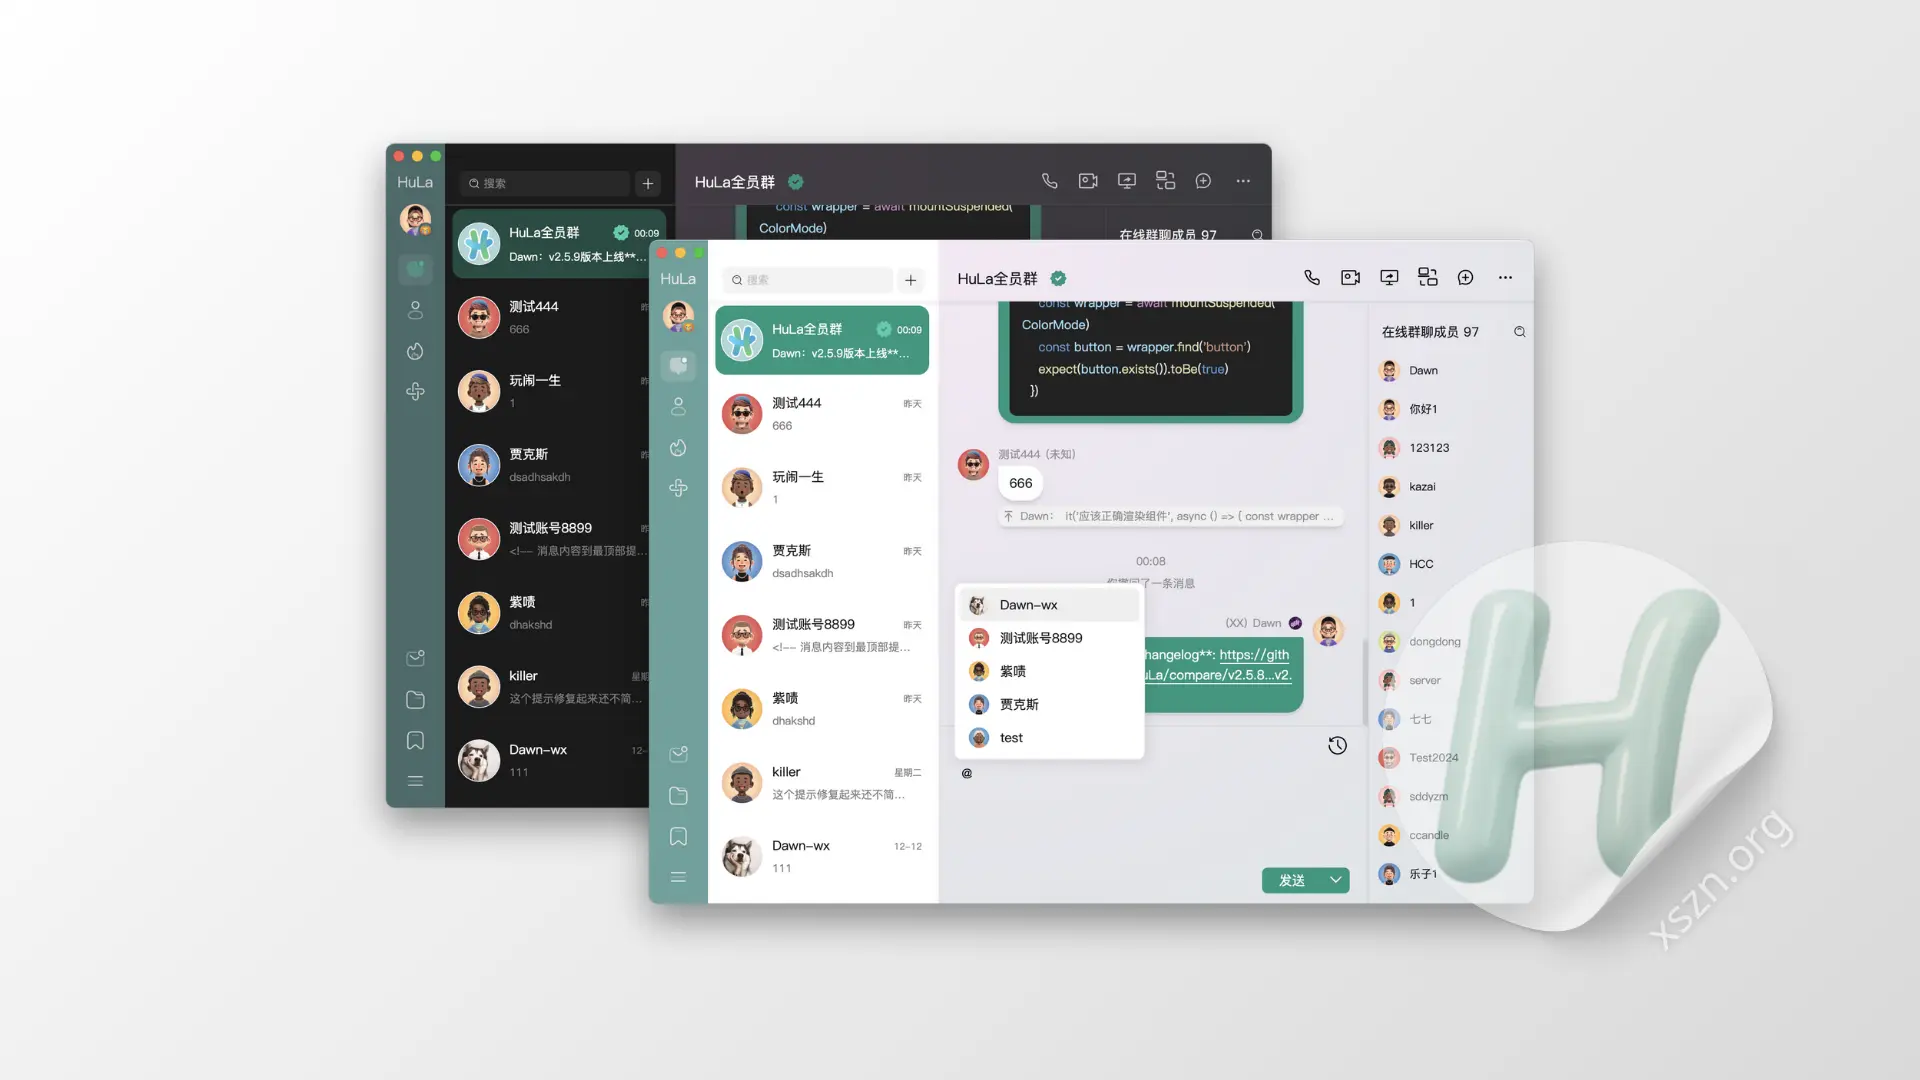 HuLa
搜索
HuLa全员群
00:09
Dawn：v2.5.9版本上线**...
测试444
666
玩闹一生
1
贾克斯
dsadhsakdh
测试账号8899
<!-- 消息内容到最顶部提...
紫啧
dhakshd
killer
星期
这个提示修复起来还不简...
Dawn-wx
12-
111
HuLa全员群
const wrapper = await mountSuspended(
ColorMode)
在线群聊成员 97
HuLa
搜索
HuLa全员群
00:09
Dawn：v2.5.9版本上线**...
测试444
昨天
666
玩闹一生
昨天
1
贾克斯
昨天
dsadhsakdh
测试账号8899
昨天
<!-- 消息内容到最顶部提...
紫啧
昨天
dhakshd
killer
星期二
这个提示修复起来还不简...
Dawn-wx
12-12
111
HuLa全员群
const wrapper = await mountSuspended(
ColorMode)
const button = wrapper.find('button')
expect(button.exists()).toBe(true)
})
测试444 (未知)
666
Dawn： it('应该正确渲染组件', async () => { const wrapper ...
00:08
了一条消息
(XX) Dawn
hangelog**: https://gith
uLa/compare/v2.5.8...v2.
Dawn-wx
测试账号8899
紫啧
贾克斯
test
@
发送
在线群聊成员 97
Dawn
你好1
123123
kazai
killer
HCC
1
dongdong
server
七七
Test2024
sddyzm
ccandle
乐子1
H
xszn.org